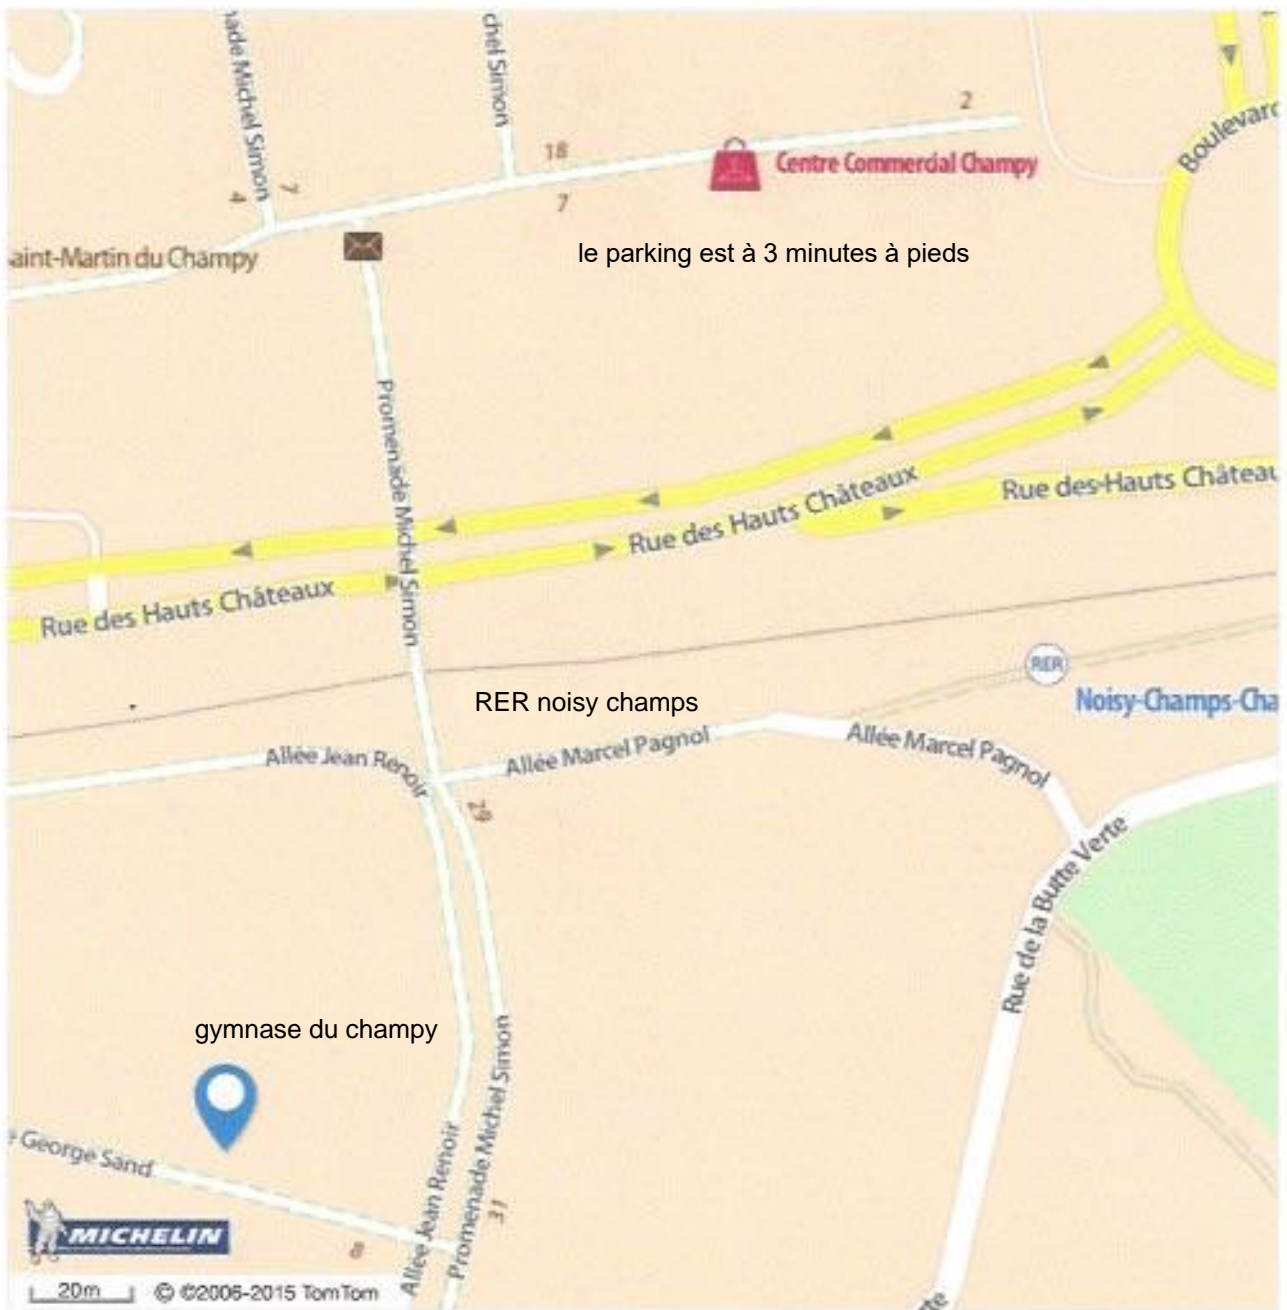 nade Michel Simon
chel Simon
Boulevard
2
18
Centre Commercial Champy
7
4
7
aint-Martin du Champy
le parking est à 3 minutes à pieds
Promenade Michel Simon
Rue des Hauts Châteaux
Rue des Hauts Châteaux
Rue des Hauts Châteaux
RER
RER noisy champs
Noisy-Champs-Cha
Allée Jean Renoir
Allée Marcel Pagnol
Allée Marcel Pagnol
29
Rue de la Butte Verte
gymnase du champy
George Sand
Allée Jean Renoir
Promenade Michel Simon
31
8
MICHELIN
20m
© ©2006-2015 TomTom